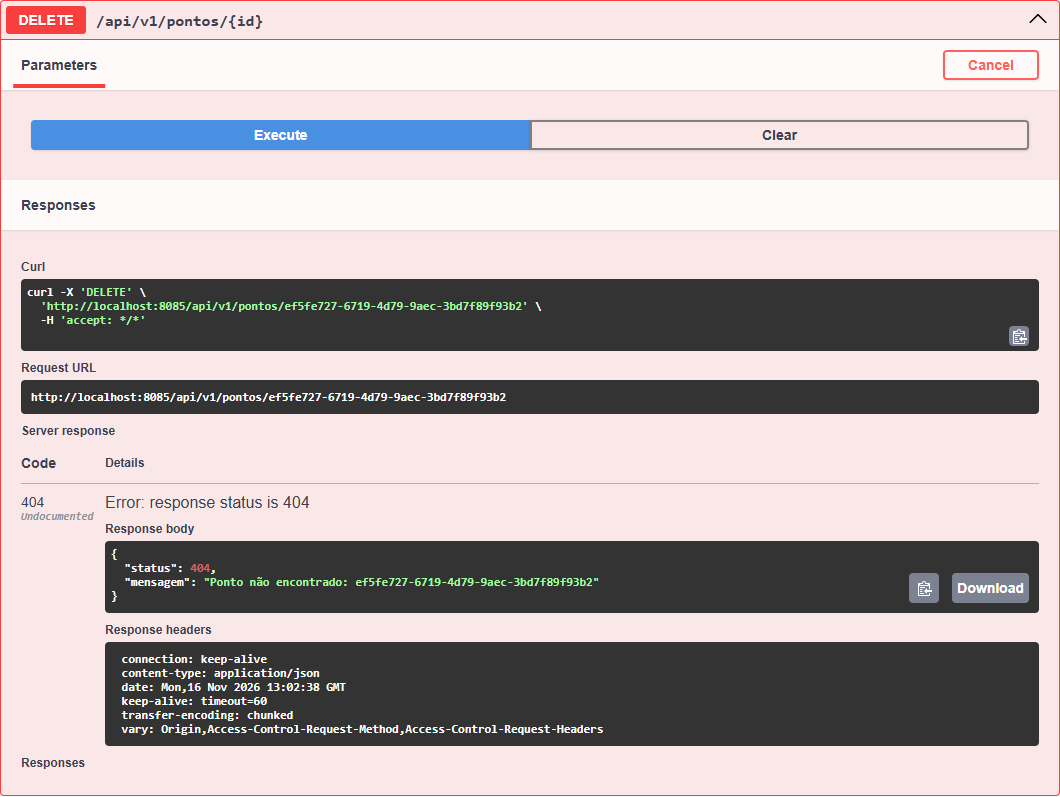 DELETE /api/v1/pontos/{id}
Parameters
Cancel
Execute
Clear
Responses
Curl
curl -X 'DELETE' \
  'http://localhost:8085/api/v1/pontos/ef5fe727-6719-4d79-9aec-3bd7f89f93b2' \
  -H 'accept: */*'
Request URL
http://localhost:8085/api/v1/pontos/ef5fe727-6719-4d79-9aec-3bd7f89f93b2
Server response
Code Details
404 Error: response status is 404
Undocumented
Response body
{
  "status": 404,
  "mensagem": "Ponto não encontrado: ef5fe727-6719-4d79-9aec-3bd7f89f93b2"
}
Download
Response headers
connection: keep-alive
content-type: application/json
date: Mon,16 Nov 2026 13:02:38 GMT
keep-alive: timeout=60
transfer-encoding: chunked
vary: Origin,Access-Control-Request-Method,Access-Control-Request-Headers
Responses